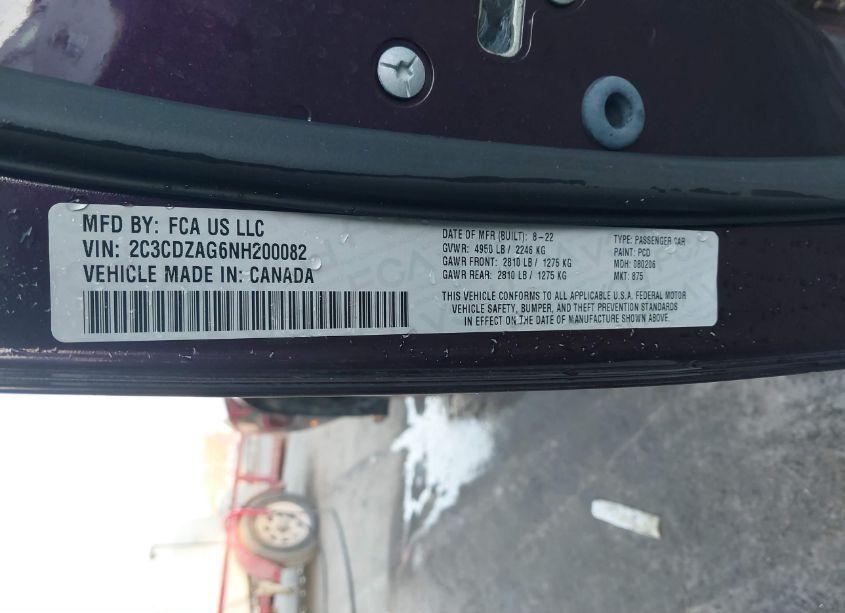 MFD BY: FCA US LLC
VIN: 2C3CDZAG6NH200082
VEHICLE MADE IN: CANADA
DATE OF MFR (BUILT): 8-22
GVWR: 4950 LB / 2246 KG
GAWR FRONT: 2810 LB / 1275 KG
GAWR REAR: 2810 LB / 1275 KG
TYPE: PASSENGER CAR
PAINT: PCD
MDH: 080206
MKT: 875
THIS VEHICLE CONFORMS TO ALL APPLICABLE U.S.A. FEDERAL MOTOR
VEHICLE SAFETY, BUMPER, AND THEFT PREVENTION STANDARDS
IN EFFECT ON THE DATE OF MANUFACTURE SHOWN ABOVE.